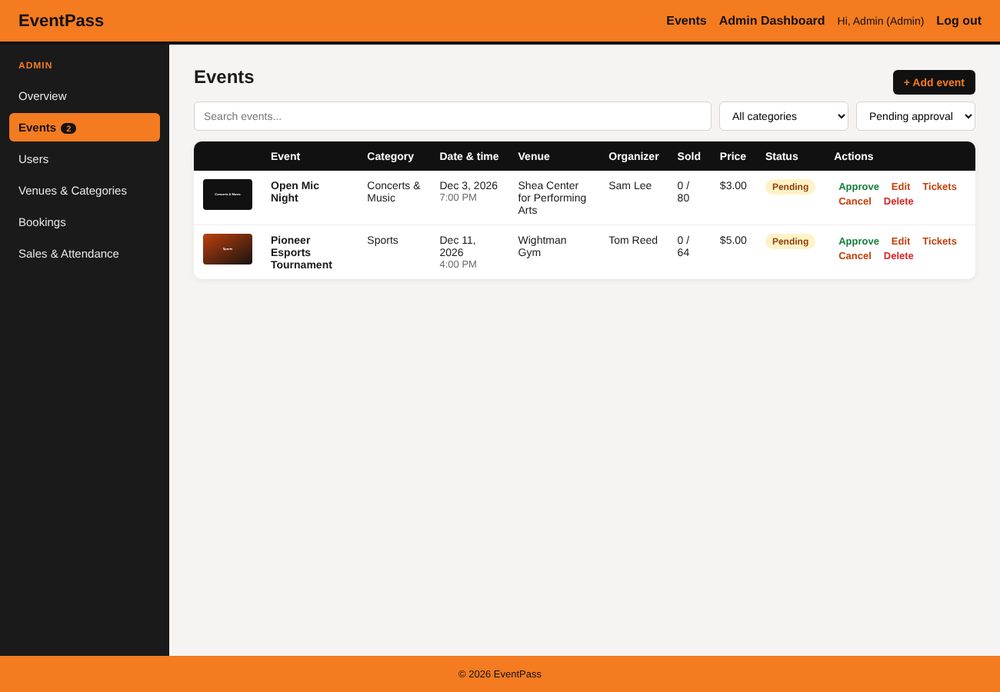 EventPass
Events Admin Dashboard Hi, Admin (Admin) Log out
ADMIN
Overview
Events 2
Users
Venues & Categories
Bookings
Sales & Attendance
Events
+ Add event
Search events...
All categories
Pending approval
Event Category Date & time Venue Organizer Sold Price Status Actions
Concerts & Music
Open Mic
Night
Concerts &
Music
Dec 3, 2026
7:00 PM
Shea Center
for Performing
Arts
Sam Lee
0 /
80
$3.00
Pending
Approve Edit Tickets
Cancel Delete
Sports
Pioneer
Esports
Tournament
Sports
Dec 11,
2026
4:00 PM
Wightman
Gym
Tom Reed
0 /
64
$5.00
Pending
Approve Edit Tickets
Cancel Delete
© 2026 EventPass